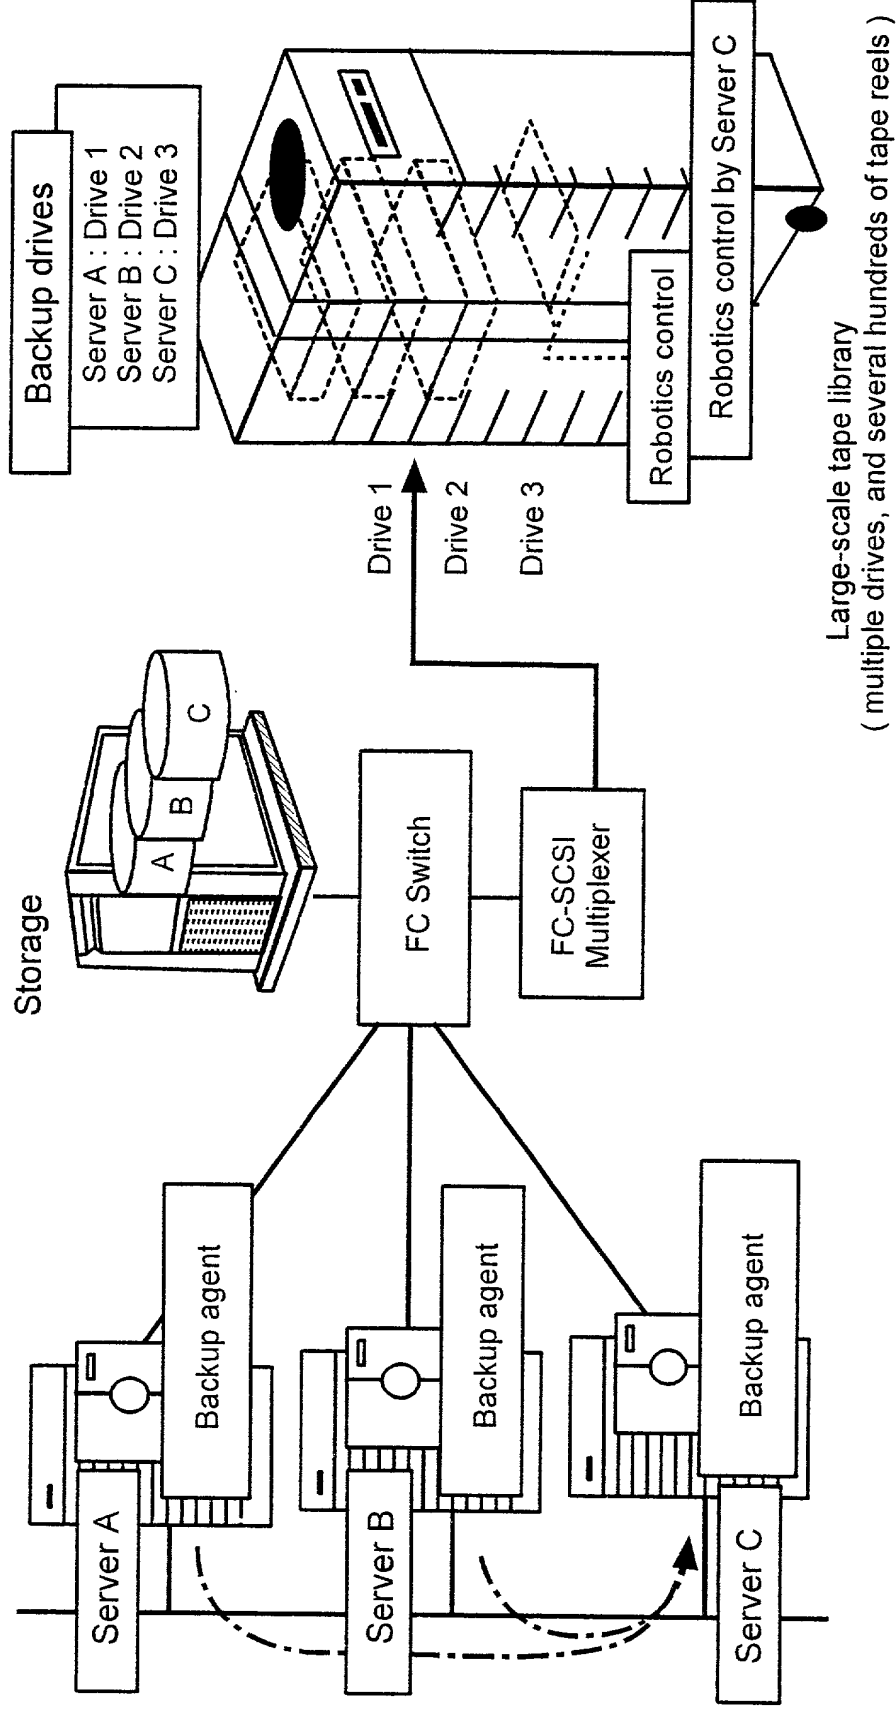 Storage
A
B
C
Backup drives
Server A : Drive 1
Server B : Drive 2
Server C : Drive 3
Server A
Backup agent
Server B
Backup agent
Server C
Backup agent
FC Switch
FC-SCSI
Multiplexer
Drive 1
Drive 2
Drive 3
Robotics control
Robotics control by Server C
Large-scale tape library
( multiple drives, and several hundreds of tape reels )